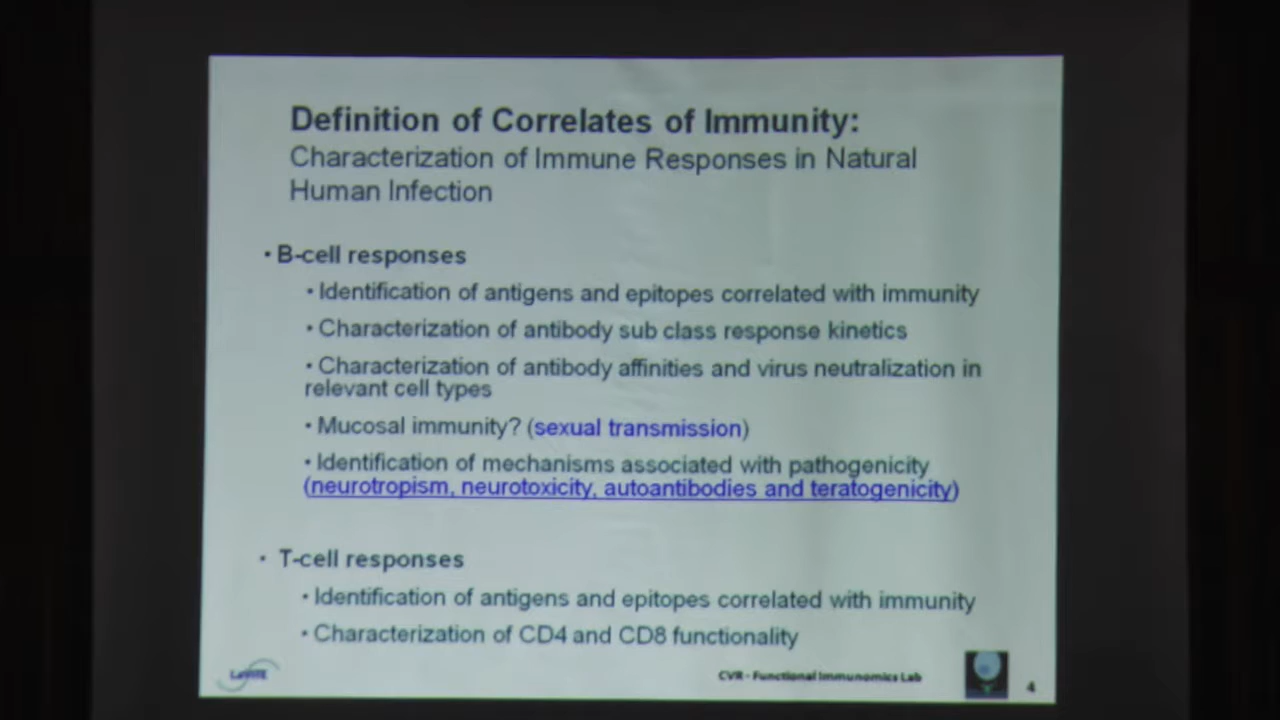 Definition of Correlates of Immunity:
Characterization of Immune Responses in Natural
Human Infection
• B-cell responses
• Identification of antigens and epitopes correlated with immunity
• Characterization of antibody sub class response kinetics
• Characterization of antibody affinities and virus neutralization in
relevant cell types
• Mucosal immunity? (sexual transmission)
• Identification of mechanisms associated with pathogenicity
(neurotropism, neurotoxicity, autoantibodies and teratogenicity)
• T-cell responses
• Identification of antigens and epitopes correlated with immunity
• Characterization of CD4 and CD8 functionality
CVR - Functional Immunomics Lab
4